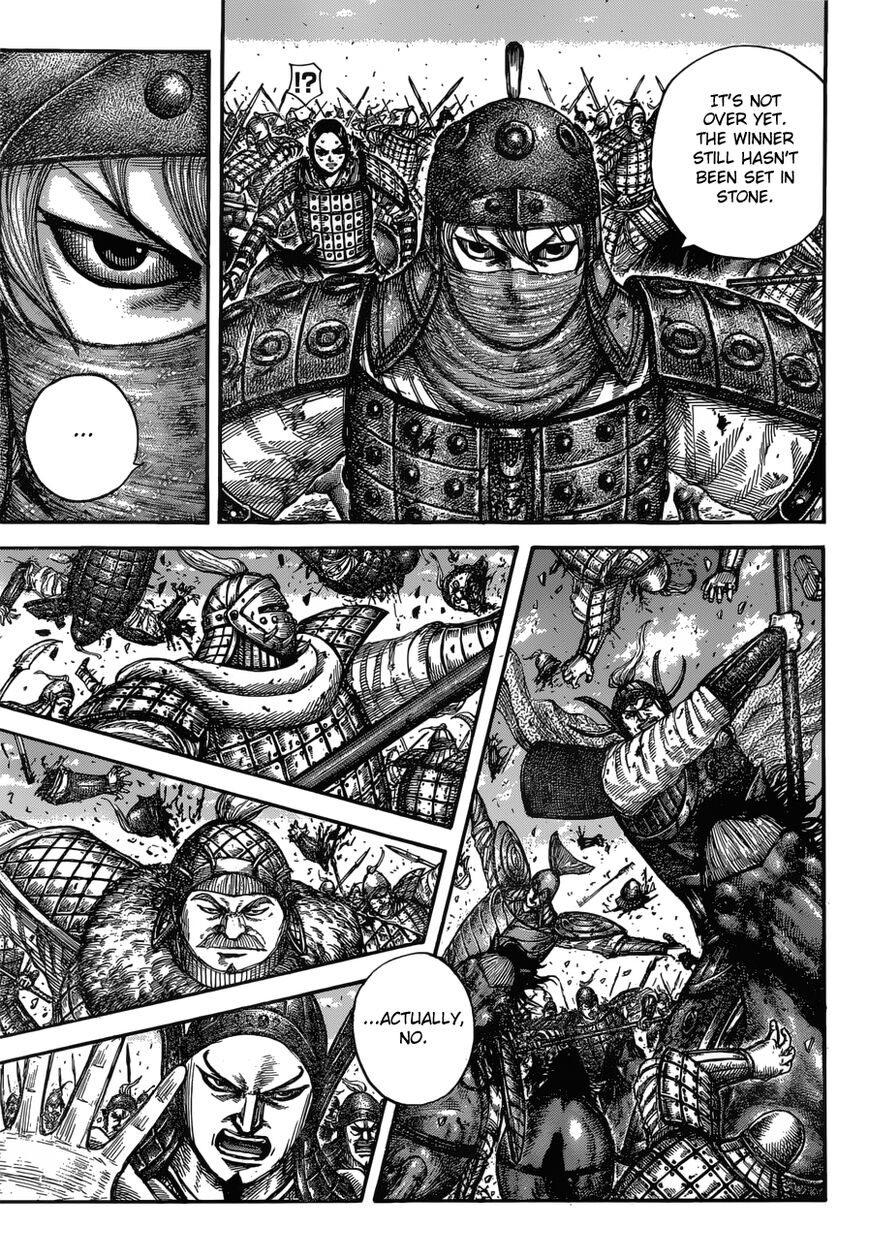 IT'S NOT
OVER YET.
THE WINNER
STILL HASN'T
BEEN SET IN
STONE.
!?
...
...ACTUALLY,
NO.